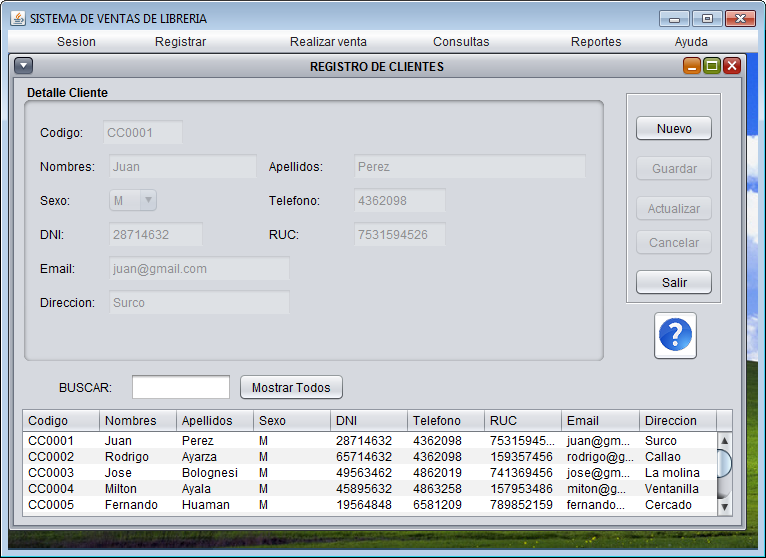 SISTEMA DE VENTAS DE LIBRERIA
Sesion Registrar Realizar venta Consultas Reportes Ayuda
REGISTRO DE CLIENTES
Detalle Cliente
Codigo: CC0001
Nuevo
Nombres: Juan Apellidos: Perez
Guardar
Sexo: M Telefono: 4362098
Actualizar
DNI: 28714632 RUC: 7531594526
Cancelar
Email: juan@gmail.com
Salir
Direccion: Surco
?
BUSCAR: Mostrar Todos
Codigo Nombres Apellidos Sexo DNI Telefono RUC Email Direccion
CC0001 Juan Perez M 28714632 4362098 75315945... juan@gm... Surco
CC0002 Rodrigo Ayarza M 65714632 4362098 159357456 rodrigo@g... Callao
CC0003 Jose Bolognesi M 49563462 4862019 741369456 jose@gm... La molina
CC0004 Milton Ayala M 45895632 4863258 157953486 miton@g... Ventanilla
CC0005 Fernando Huaman M 19564848 6581209 789852159 fernando... Cercado